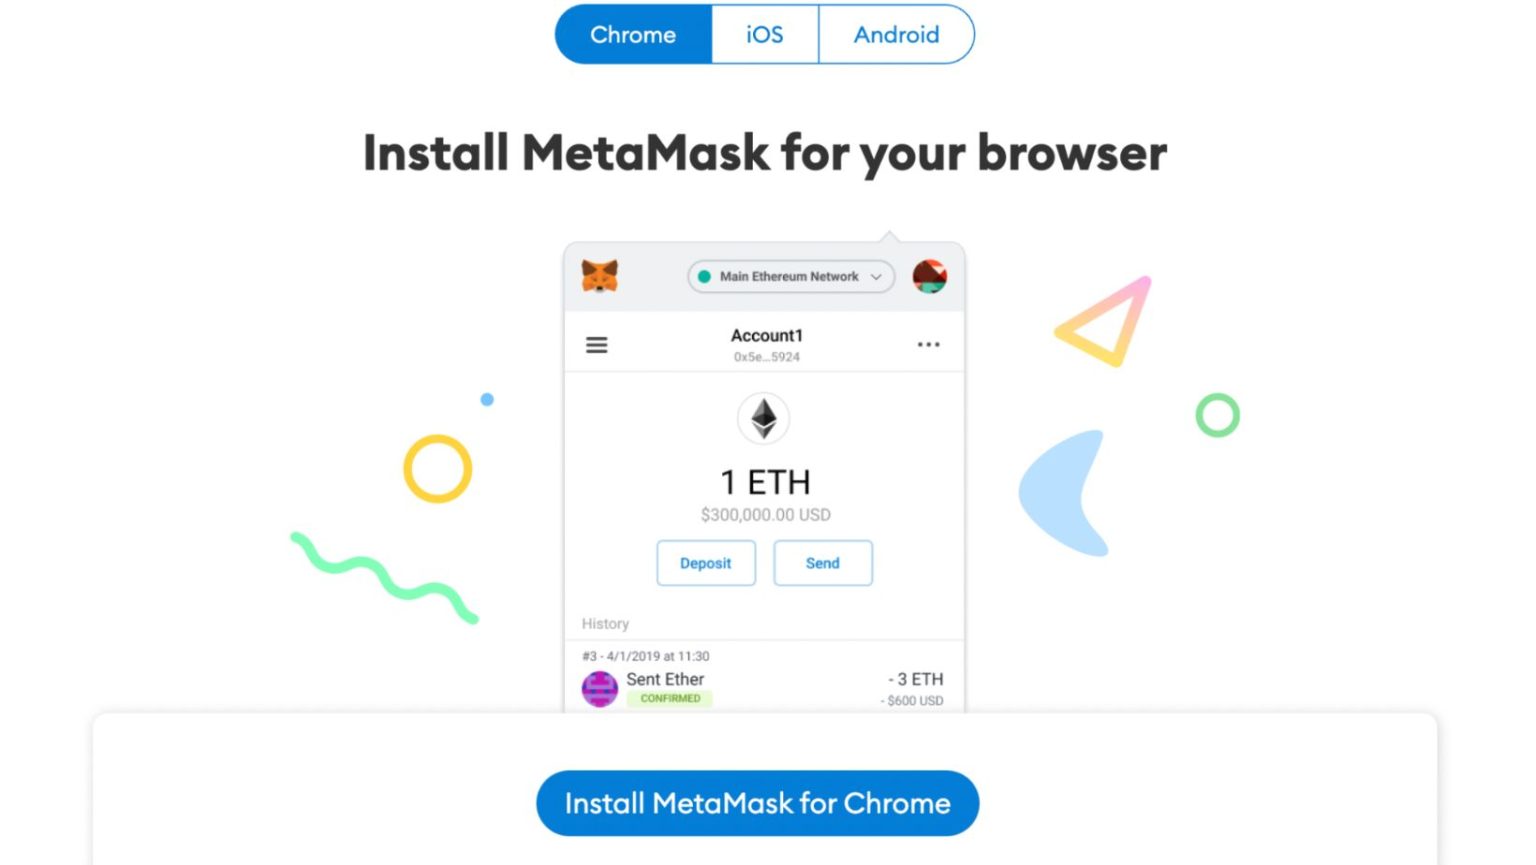 Chrome
iOS
Android
Install MetaMask for your browser
Main Ethereum Network
Account1
0x5e...5924
1 ETH
$300,000.00 USD
Deposit
Send
History
#3 - 4/1/2019 at 11:30
Sent Ether
- 3 ETH
CONFIRMED
- $600 USD
Install MetaMask for Chrome